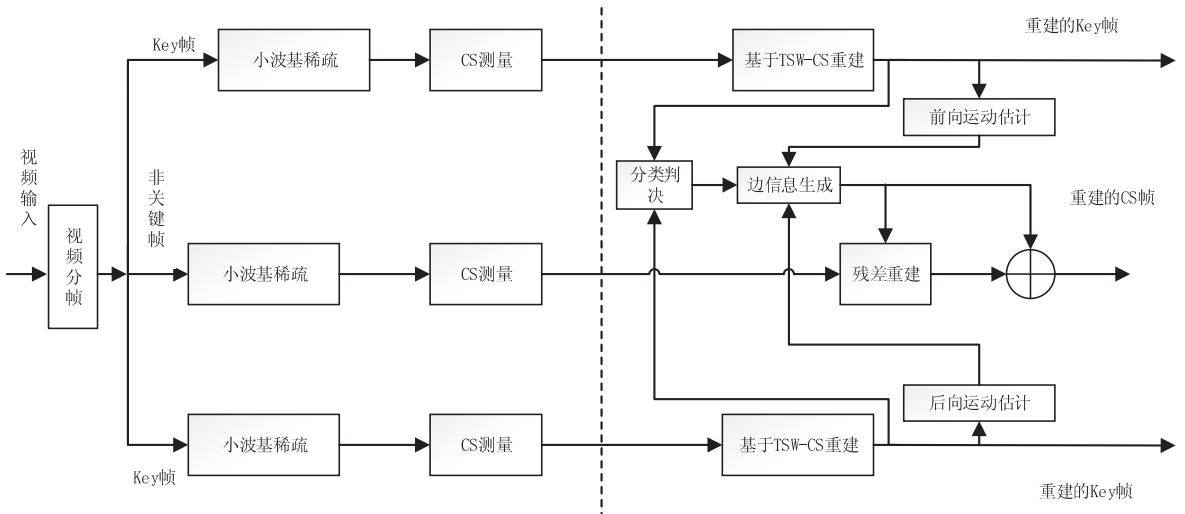 重建的Key帧
Key帧
小波基稀疏
CS测量
基于TSW-CS重建
前向运动估计
视频输入
非关键帧
分类判
决
边信息生成
重建的CS帧
视频分帧
小波基稀疏
CS测量
残差重建
后向运动估计
小波基稀疏
CS测量
基于TSW-CS重建
Key帧
重建的Key帧